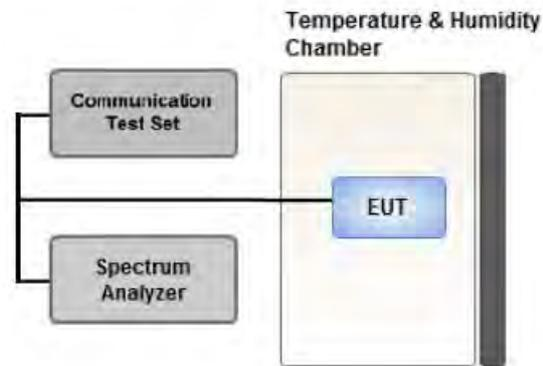 Temperature & Humidity
Chamber
Communication
Test Set
EUT
Spectrum
Analyzer